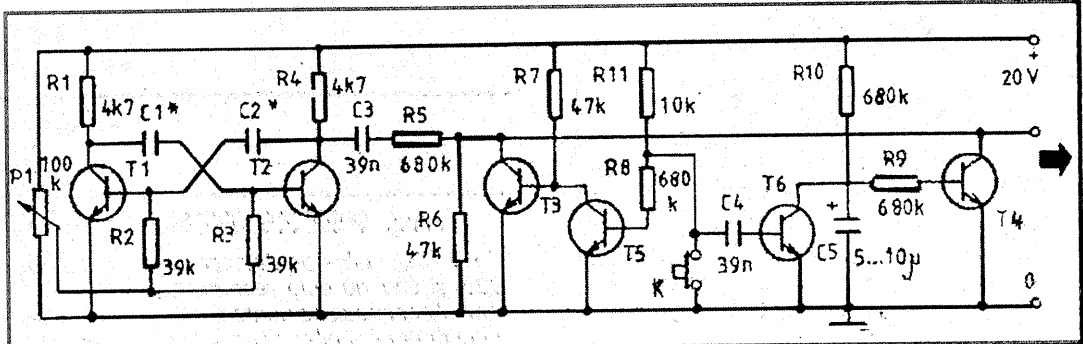 R1
4k7
C1*
C2*
R4
4k7
C3
39n
R5
680k
R7
47k
R11
10k
R10
680k
+
20V
P1
100
k
T1
T2
R2
39k
R3
39k
R6
47k
T3
T5
R8
680
k
K
C4
39n
T6
+
C5
5...10µ
R9
680k
T4
0